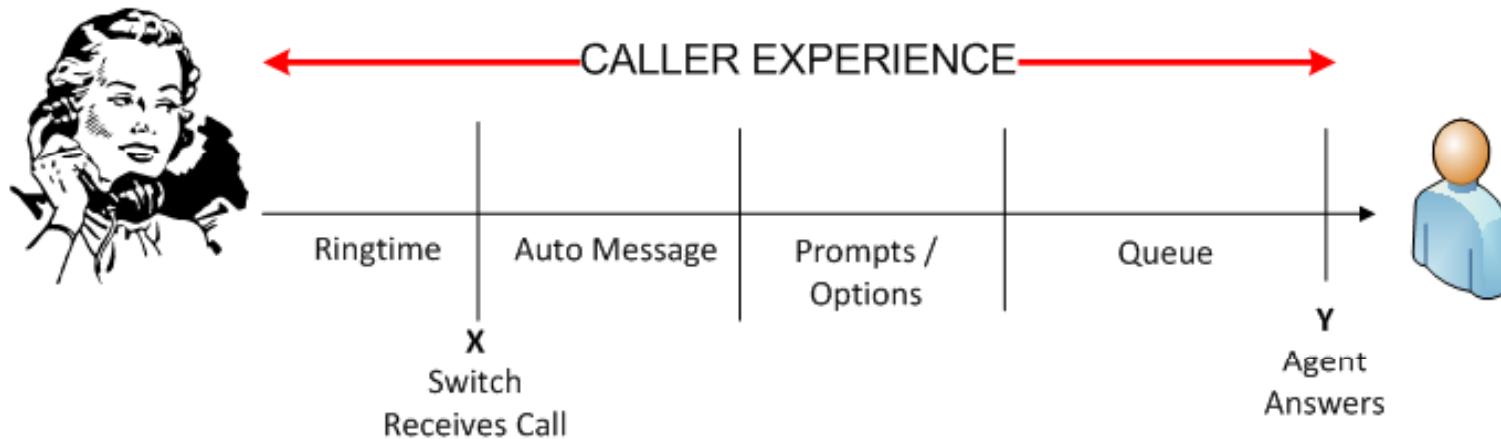 CALLER EXPERIENCE
Ringtime
Auto Message
Prompts /
Options
Queue
X
Switch
Receives Call
Y
Agent
Answers